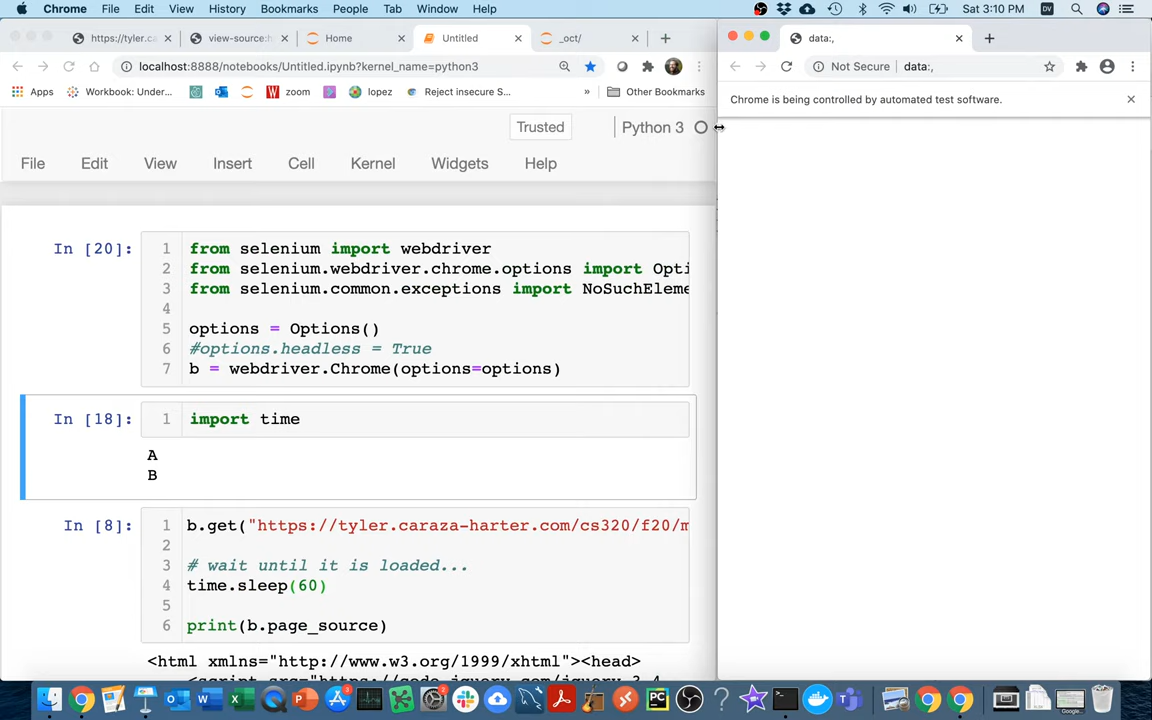 Chrome File Edit View History Bookmarks People Tab Window Help Sat 3:10 PM
https://tyler.ca view-source:h Home Untitled _oct/ data:,
localhost:8888/notebooks/Untitled.ipynb?kernel_name=python3 Not Secure data:,
Apps Workbook: Under... zoom lopez Reject insecure S... » Other Bookmarks
Chrome is being controlled by automated test software.
Trusted Python 3
File Edit View Insert Cell Kernel Widgets Help
In [20]:
1 from selenium import webdriver
2 from selenium.webdriver.chrome.options import Opti
3 from selenium.common.exceptions import NoSuchEleme
4
5 options = Options()
6 #options.headless = True
7 b = webdriver.Chrome(options=options)
In [18]:
1 import time
A
B
In [8]:
1 b.get("https://tyler.caraza-harter.com/cs320/f20/m
2
3 # wait until it is loaded...
4 time.sleep(60)
5
6 print(b.page_source)
<html xmlns="http://www.w3.org/1999/xhtml"><head>